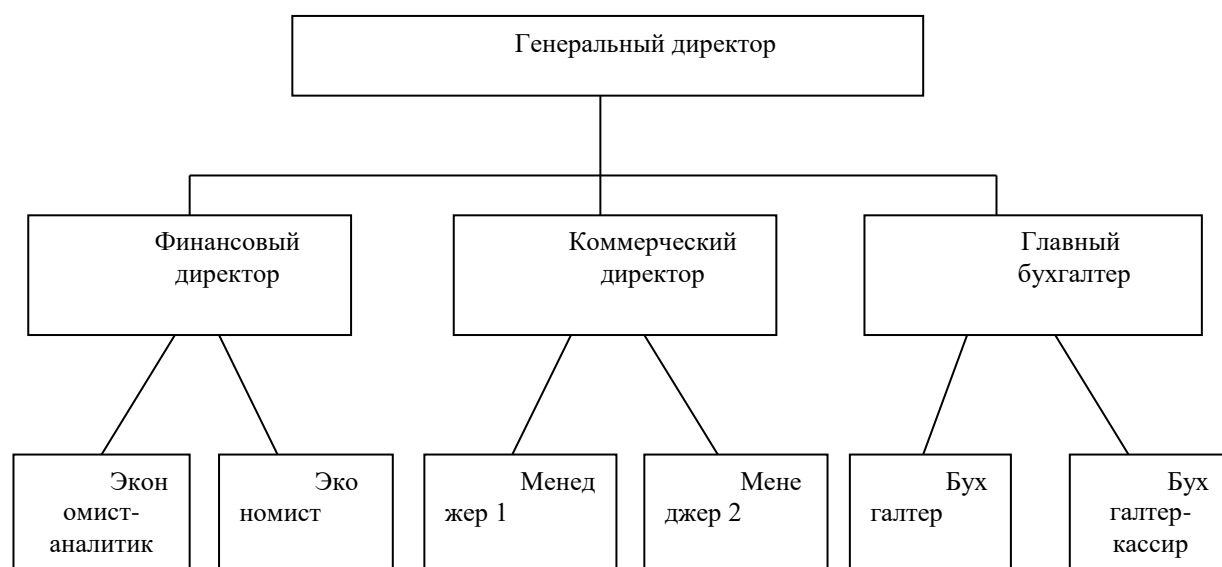 Генеральный директор
Финансовый
директор
Коммерческий
директор
Главный
бухгалтер
Экон
омист-
аналитик
Эко
номист
Менед
жер 1
Мене
джер 2
Бух
галтер
Бух
галтер-
кассир